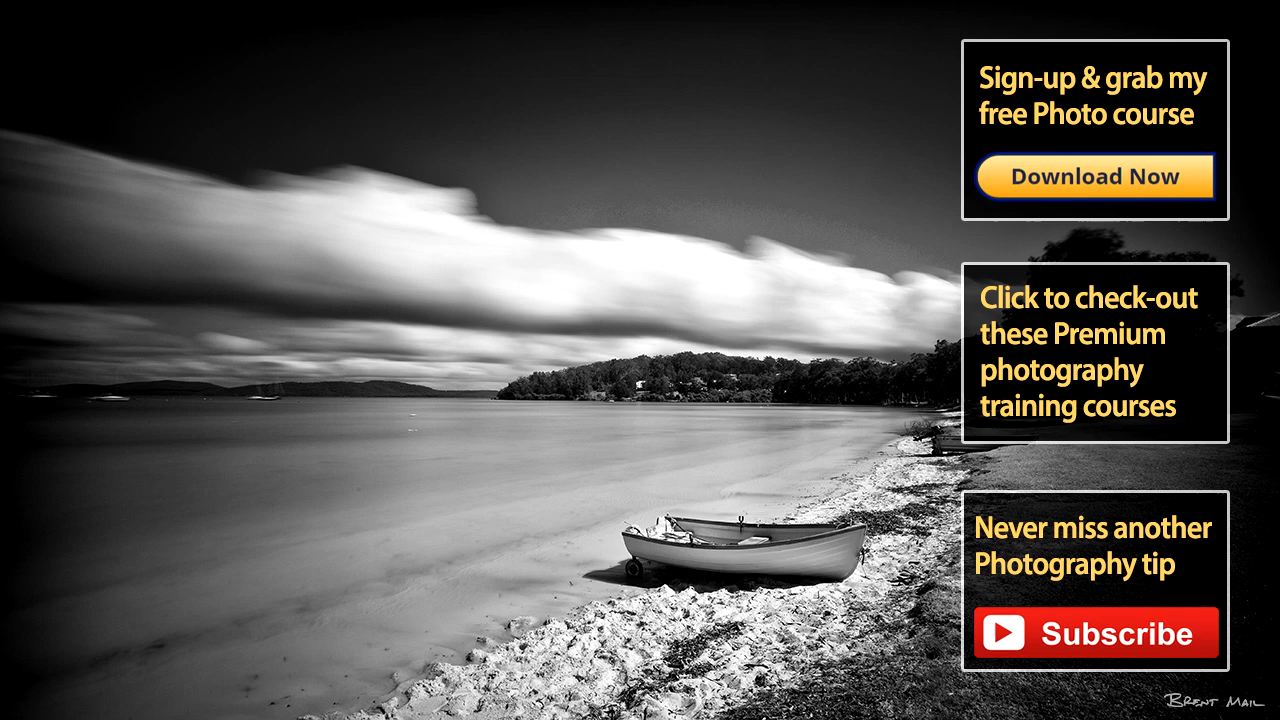 Sign-up & grab my
free Photo course
Download Now
Click to check-out
these Premium
photography
training courses
Never miss another
Photography tip
Subscribe
BRENT MAIL